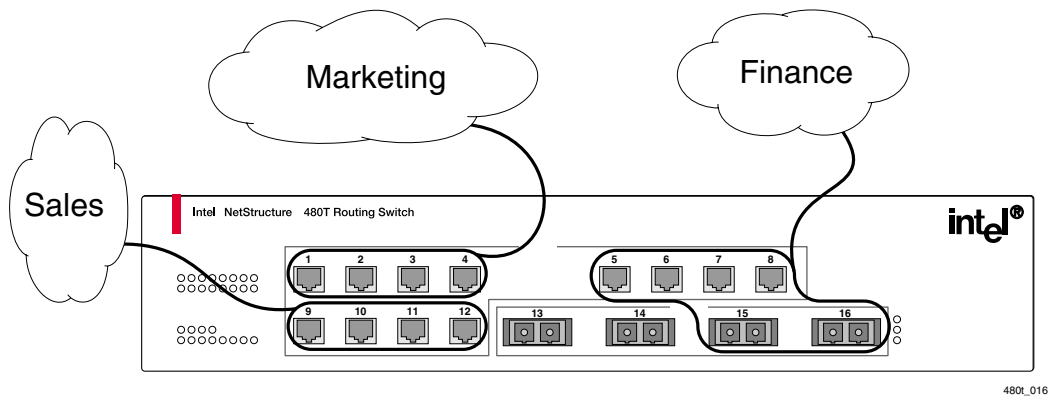 Marketing
Finance
Sales
Intel NetStructure 480T Routing Switch
intel®
1 2 3 4 5 6 7 8
9 10 11 12 13 14 15 16
480t_016